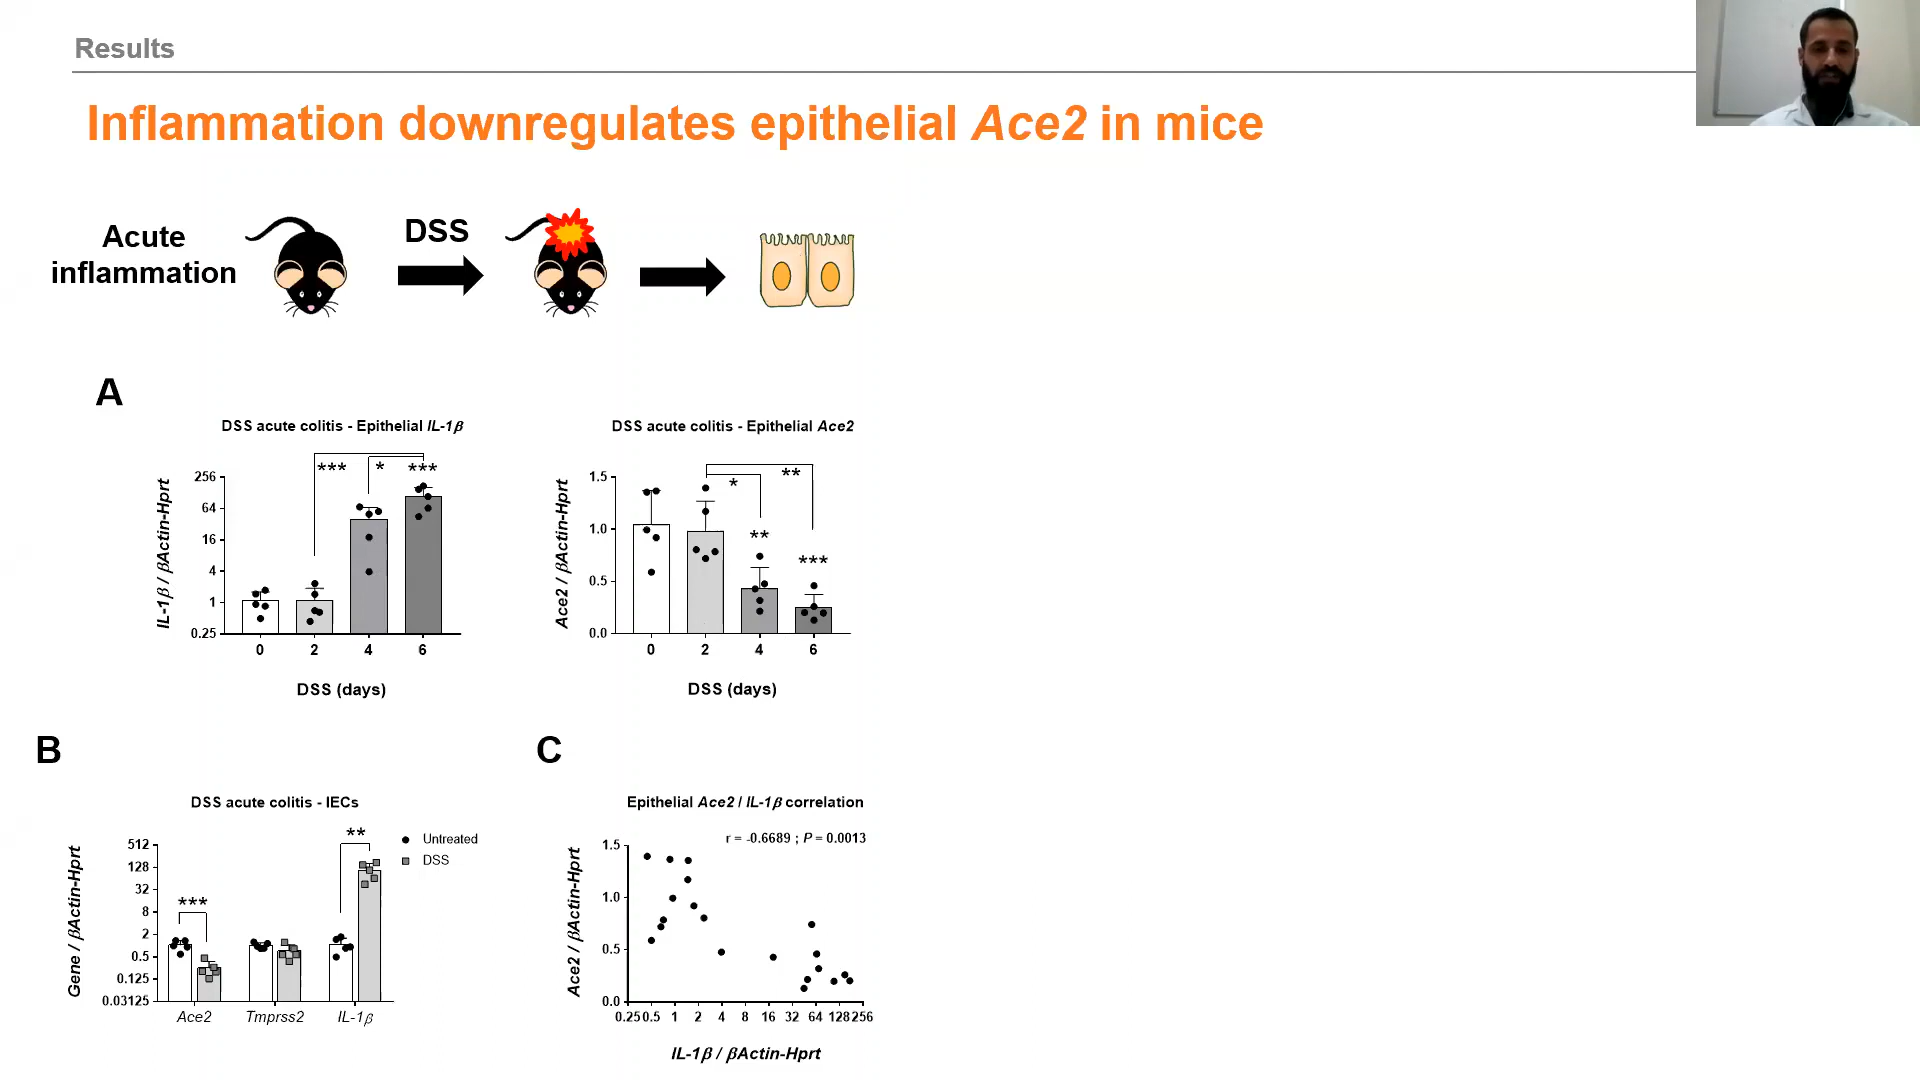 Results
Inflammation downregulates epithelial Ace2 in mice
Acute
inflammation
DSS
A
DSS acute colitis - Epithelial IL-1β
IL-1β / βActin-Hprt
256
64
16
4
1
0.25
***
*
***
0
2
4
6
DSS (days)
DSS acute colitis - Epithelial Ace2
Ace2 / βActin-Hprt
1.5
1.0
0.5
0.0
*
**
**
***
0
2
4
6
DSS (days)
B
DSS acute colitis - IECs
Gene / βActin-Hprt
512
128
32
8
2
0.5
0.125
0.03125
***
**
Untreated
DSS
Ace2
Tmprss2
IL-1β
C
Epithelial Ace2 / IL-1β correlation
r = -0.6689 ; P = 0.0013
Ace2 / βActin-Hprt
1.5
1.0
0.5
0.0
0.25 0.5 1 2 4 8 16 32 64 128 256
IL-1β / βActin-Hprt